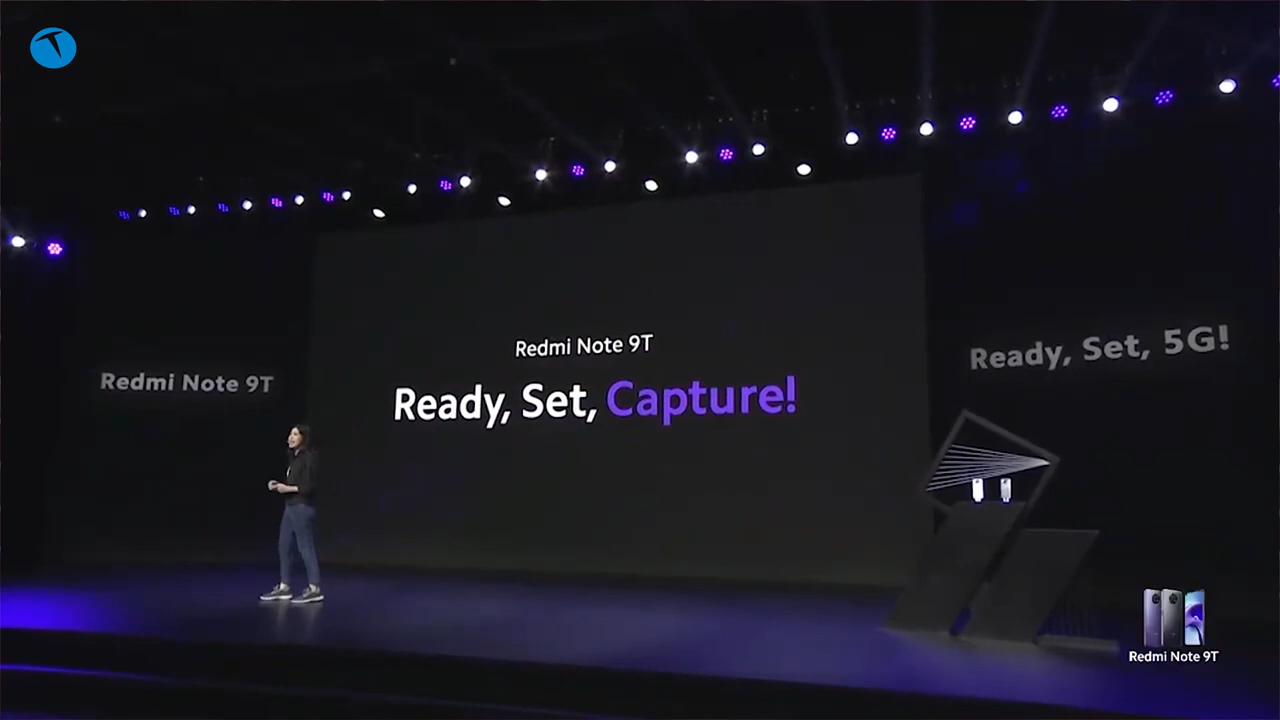 Redmi Note 9T
Ready, Set, Capture!
Redmi Note 9T
Ready, Set, 5G!
Redmi Note 9T